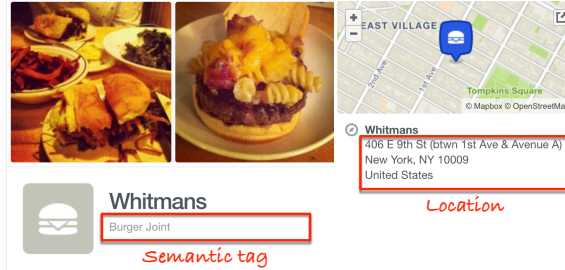 +
−
EAST VILLAGE
2nd Ave
1st Ave
Tompkins Square
© Mapbox © OpenStreetMa
Whitmans
406 E 9th St (btwn 1st Ave & Avenue A)
New York, NY 10009
United States
Location
Whitmans
Burger Joint
Semantic tag